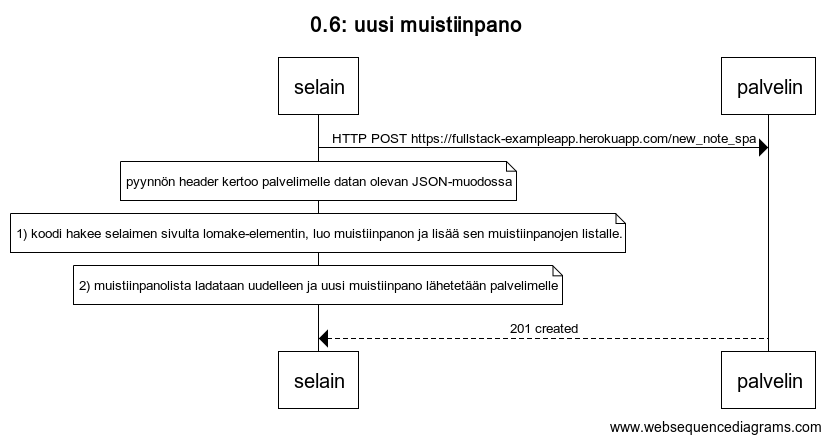 0.6: uusi muistiinpano
selain
palvelin
HTTP POST https://fullstack-exampleapp.herokuapp.com/new_note_spa
pyynnön header kertoo palvelimelle datan olevan JSON-muodossa
1) koodi hakee selaimen sivulta lomake-elementin, luo muistiinpanon ja lisää sen muistiinpanojen listalle.
2) muistiinpanolista ladataan uudelleen ja uusi muistiinpano lähetetään palvelimelle
201 created
selain
palvelin
www.websequencediagrams.com